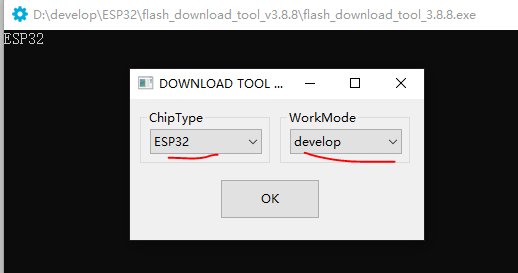 D:\develop\ESP32\flash_download_tool_v3.8.8\flash_download_tool_3.8.8.exe
ESP32
DOWNLOAD TOOL ...
ChipType
WorkMode
ESP32
develop
OK